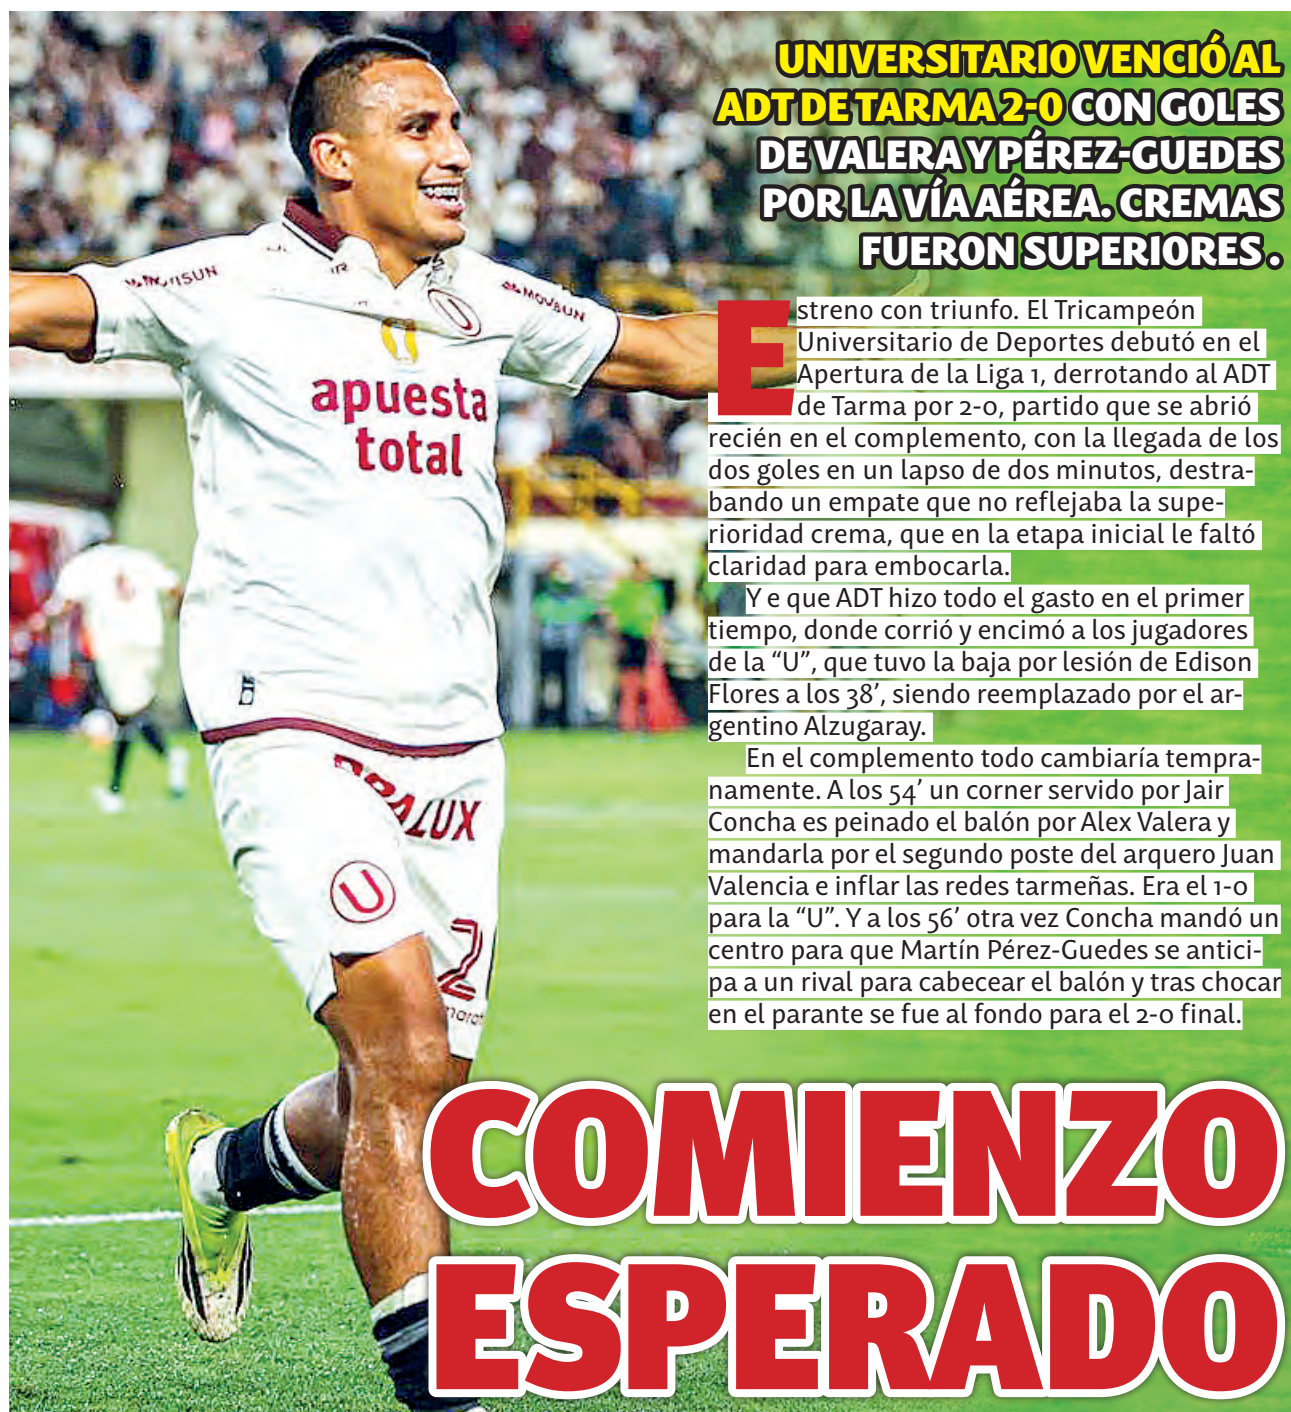 UNIVERSITARIO VENCIÓ AL
ADT DE TARMA 2-0 CON GOLES
DE VALERA Y PÉREZ-GUEDES
POR LA VÍA AÉREA. CREMAS
FUERON SUPERIORES.
Estreno con triunfo. El Tricampeón
Universitario de Deportes debutó en el
Apertura de la Liga 1, derrotando al ADT
de Tarma por 2-0, partido que se abrió
recién en el complemento, con la llegada de los
dos goles en un lapso de dos minutos, destra-
bando un empate que no reflejaba la supe-
rioridad crema, que en la etapa inicial le faltó
claridad para embocarla.
Y e que ADT hizo todo el gasto en el primer
tiempo, donde corrió y encimó a los jugadores
de la “U”, que tuvo la baja por lesión de Edison
Flores a los 38’, siendo reemplazado por el ar-
gentino Alzugaray.
En el complemento todo cambiaría tempra-
namente. A los 54’ un corner servido por Jair
Concha es peinado el balón por Alex Valera y
mandarla por el segundo poste del arquero Juan
Valencia e inflar las redes tarmeñas. Era el 1-0
para la “U”. Y a los 56’ otra vez Concha mandó un
centro para que Martín Pérez-Guedes se antici-
pa a un rival para cabecear el balón y tras chocar
en el parante se fue al fondo para el 2-0 final.
COMIENZO
ESPERADO
MOVISUN
U
apuesta
total
U
2